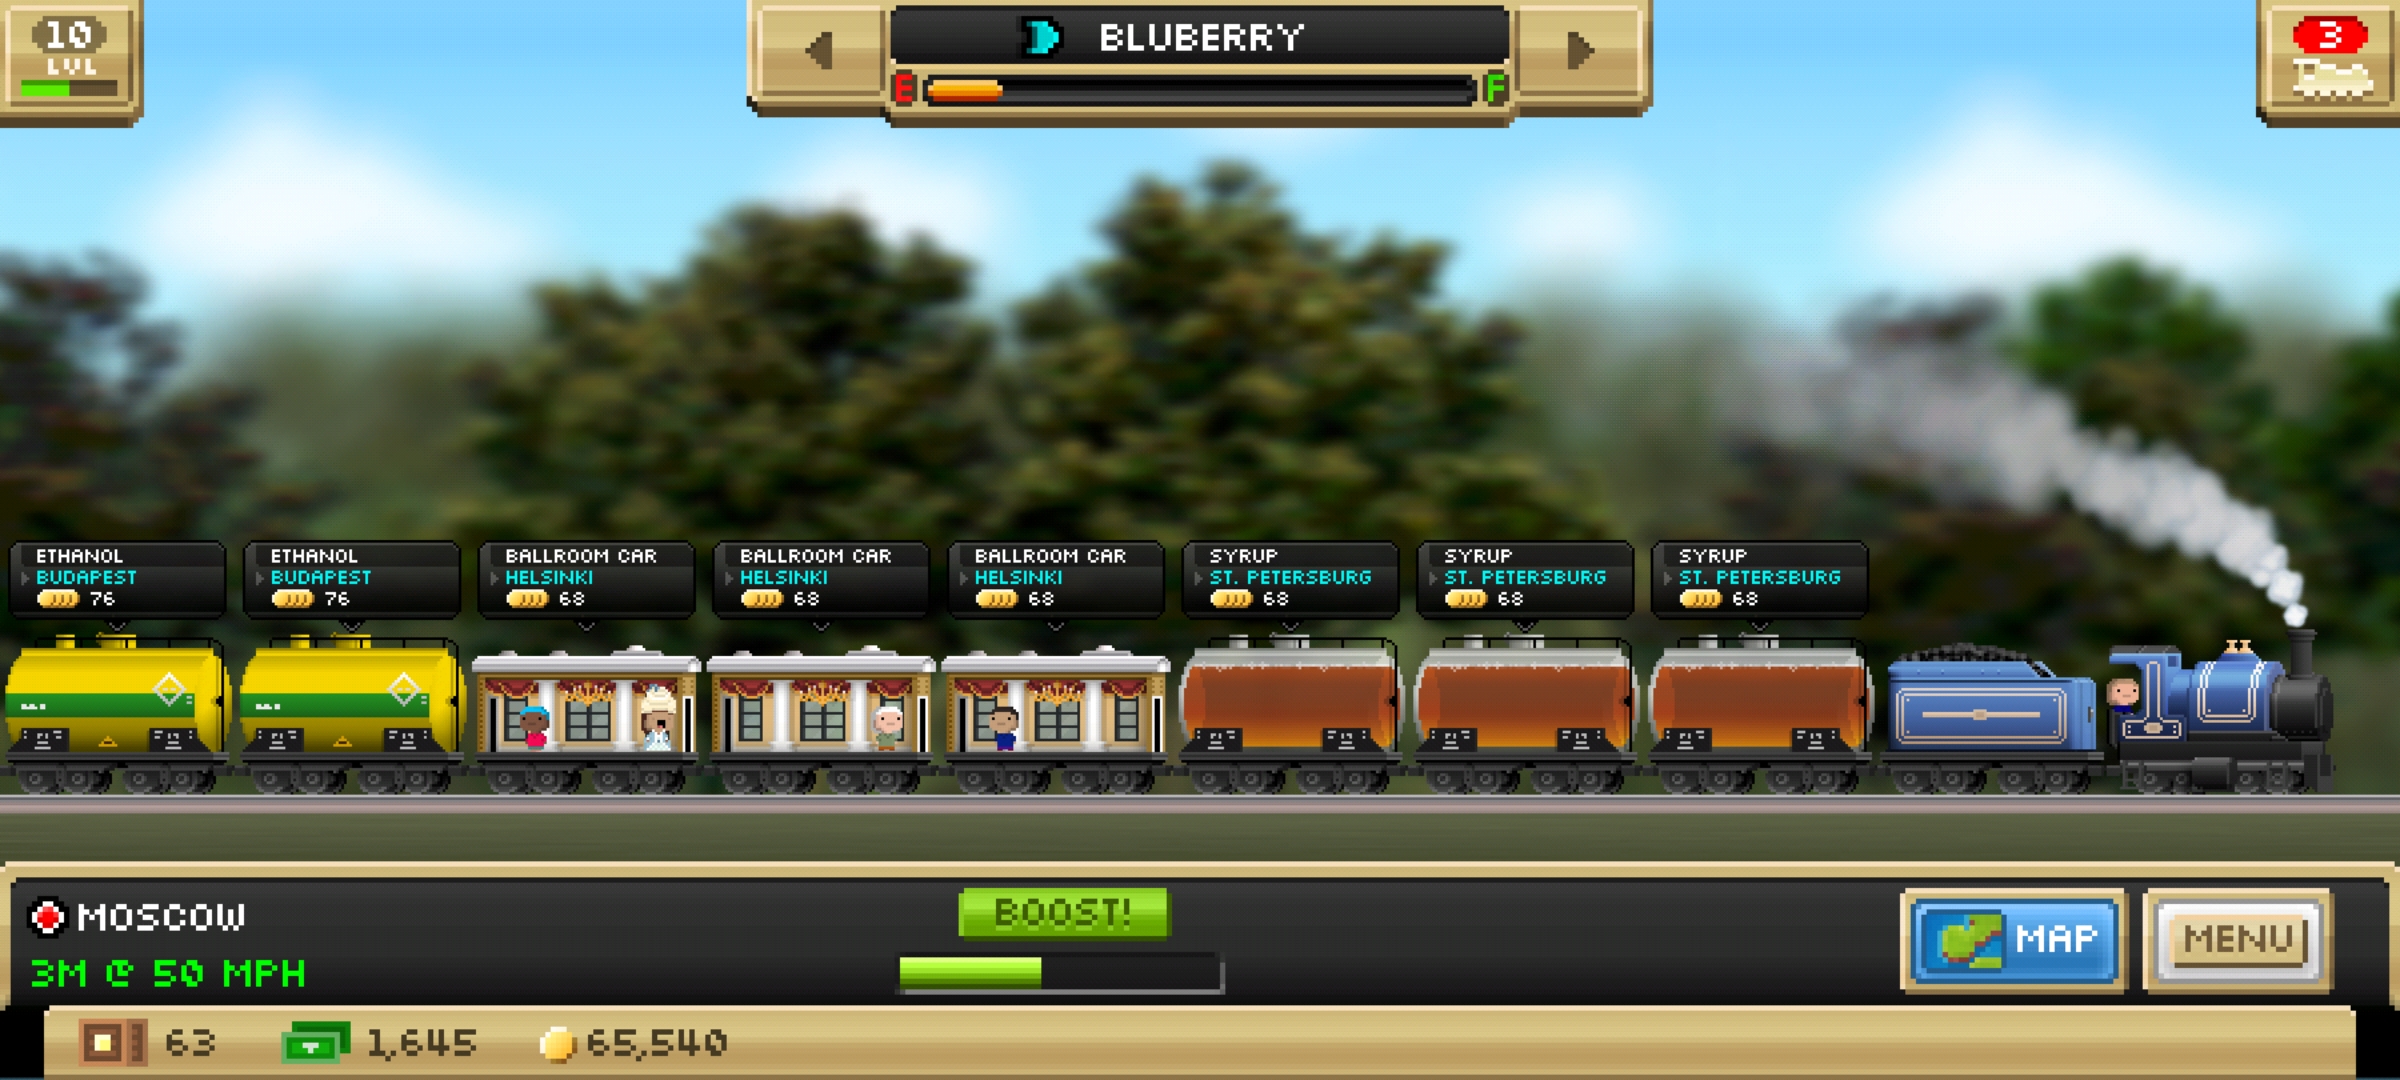 10
LVL
BLUBERRY
E F
3
ETHANOL
BUDAPEST
76
ETHANOL
BUDAPEST
76
BALLROOM CAR
HELSINKI
68
BALLROOM CAR
HELSINKI
68
BALLROOM CAR
HELSINKI
68
SYRUP
ST. PETERSBURG
68
SYRUP
ST. PETERSBURG
68
SYRUP
ST. PETERSBURG
68
MOSCOW
3M @ 50 MPH
BOOST!
MAP
MENU
63
1,645
65,540